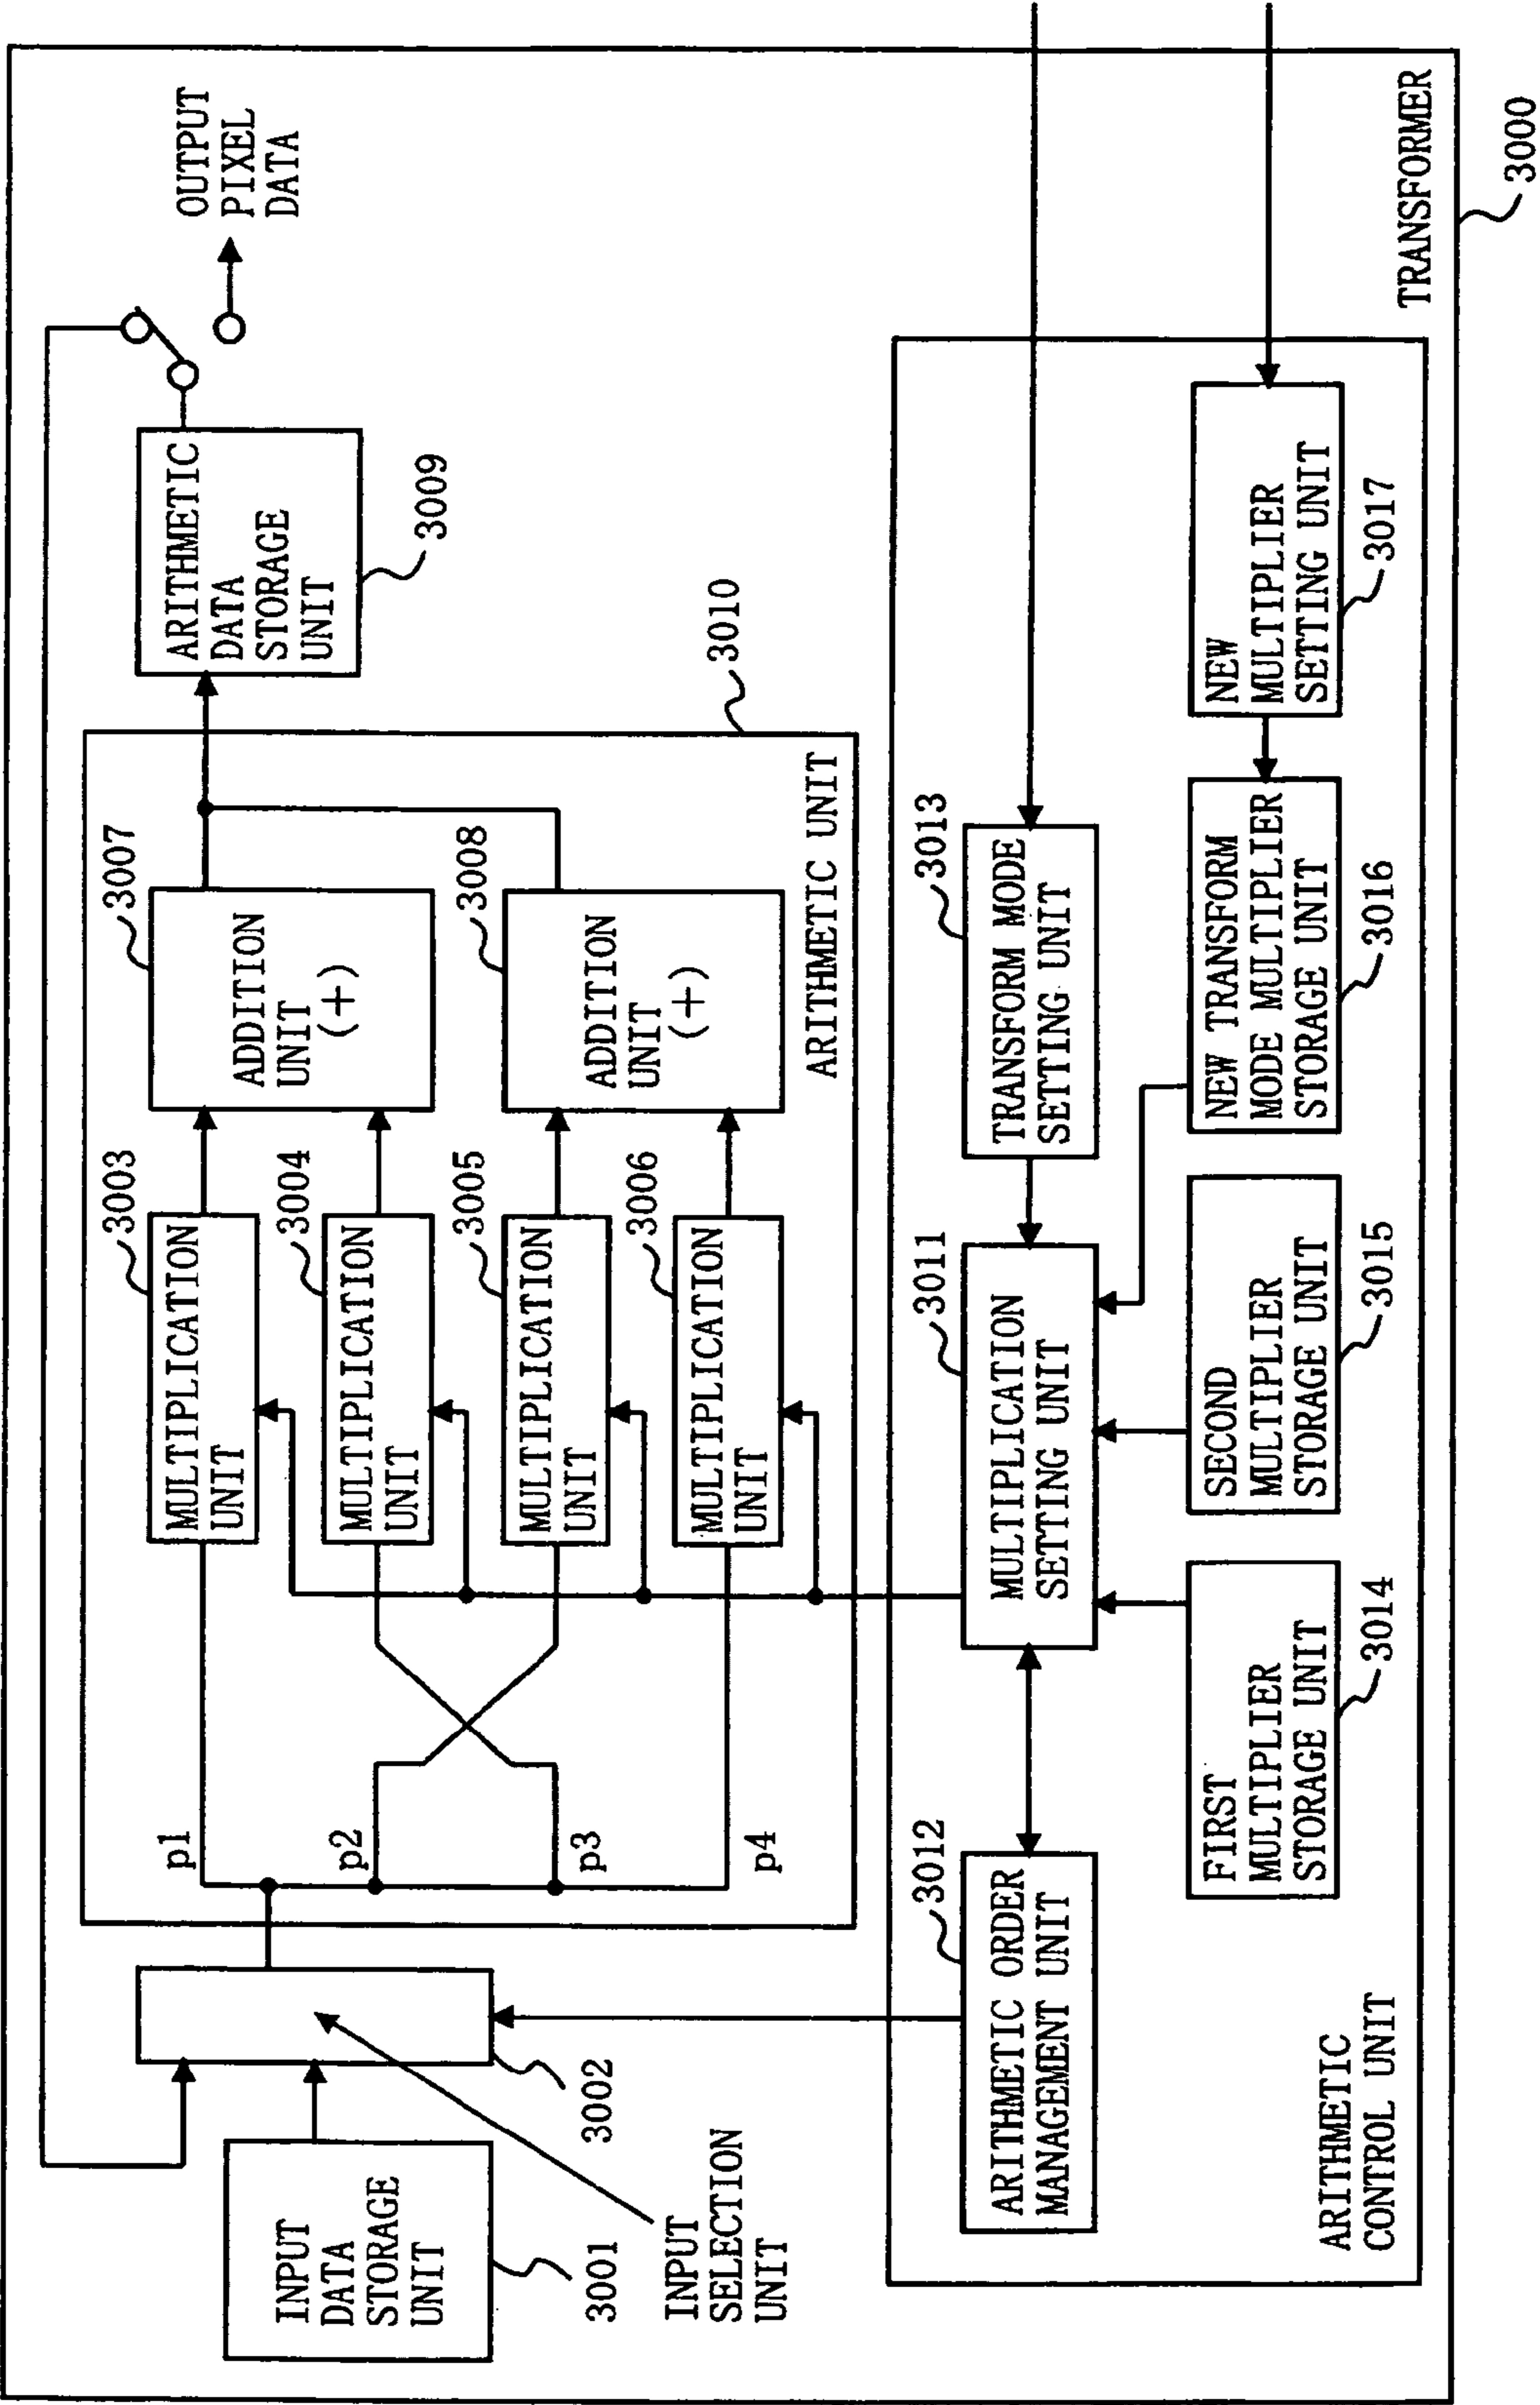 INPUT
DATA
STORAGE
UNIT
3001
INPUT
SELECTION
UNIT
3002
p1
p2
p3
p4
MULTIPLICATION
UNIT
3003
MULTIPLICATION
UNIT
3004
MULTIPLICATION
UNIT
3005
MULTIPLICATION
UNIT
3006
ADDITION
UNIT
(+)
3007
ADDITION
UNIT
(+)
3008
ARITHMETIC UNIT
3010
ARITHMETIC
DATA
STORAGE
UNIT
3009
OUTPUT
PIXEL
DATA
ARITHMETIC ORDER
MANAGEMENT UNIT
3012
MULTIPLICATION
SETTING UNIT
3011
TRANSFORM MODE
SETTING UNIT
3013
FIRST
MULTIPLIER
STORAGE UNIT
3014
SECOND
MULTIPLIER
STORAGE UNIT
3015
NEW TRANSFORM
MODE MULTIPLIER
STORAGE UNIT
3016
NEW
MULTIPLIER
SETTING UNIT
3017
ARITHMETIC
CONTROL UNIT
TRANSFORMER
3000